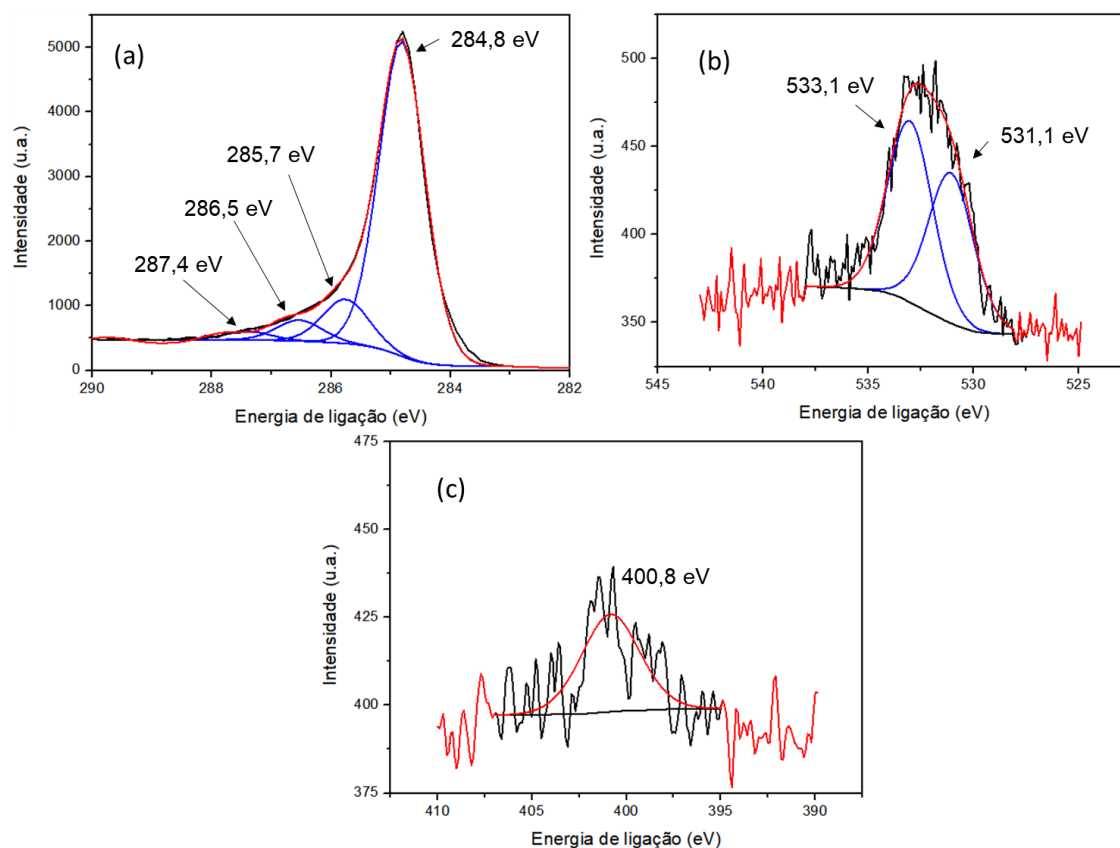 (a)
284,8 eV
285,7 eV
286,5 eV
287,4 eV
Intensidade (u.a.)
5000
4000
3000
2000
1000
0
290 288 286 284 282
Energia de ligação (eV)
(b)
533,1 eV
531,1 eV
Intensidade (u.a.)
500
450
400
350
545 540 535 530 525
Energia de ligação (eV)
(c)
400,8 eV
Intensidade (u.a.)
475
450
425
400
375
410 405 400 395 390
Energia de ligação (eV)